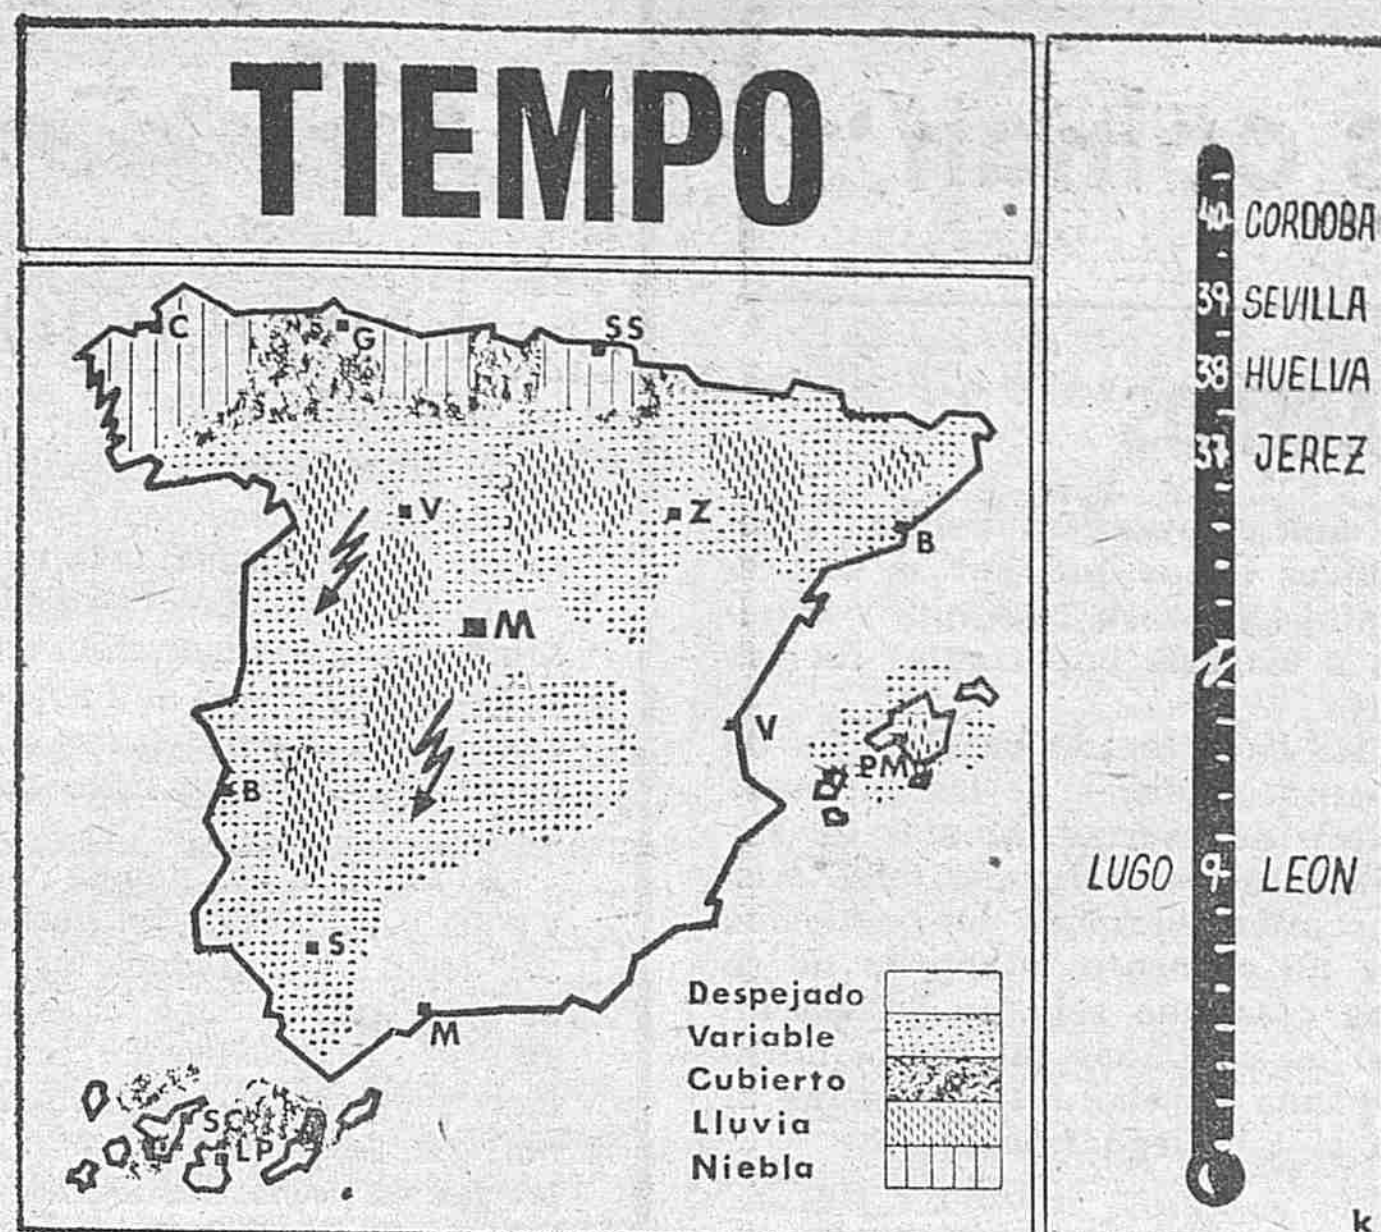 TIEMPO
C
G
SS
V
Z
B
M
V
PM
B
S
M
SC
LP
Despejado
Variable
Cubierto
Lluvia
Niebla
40 CORDOBA
39 SEVILLA
38 HUELVA
37 JEREZ
LUGO 9 LEON
k